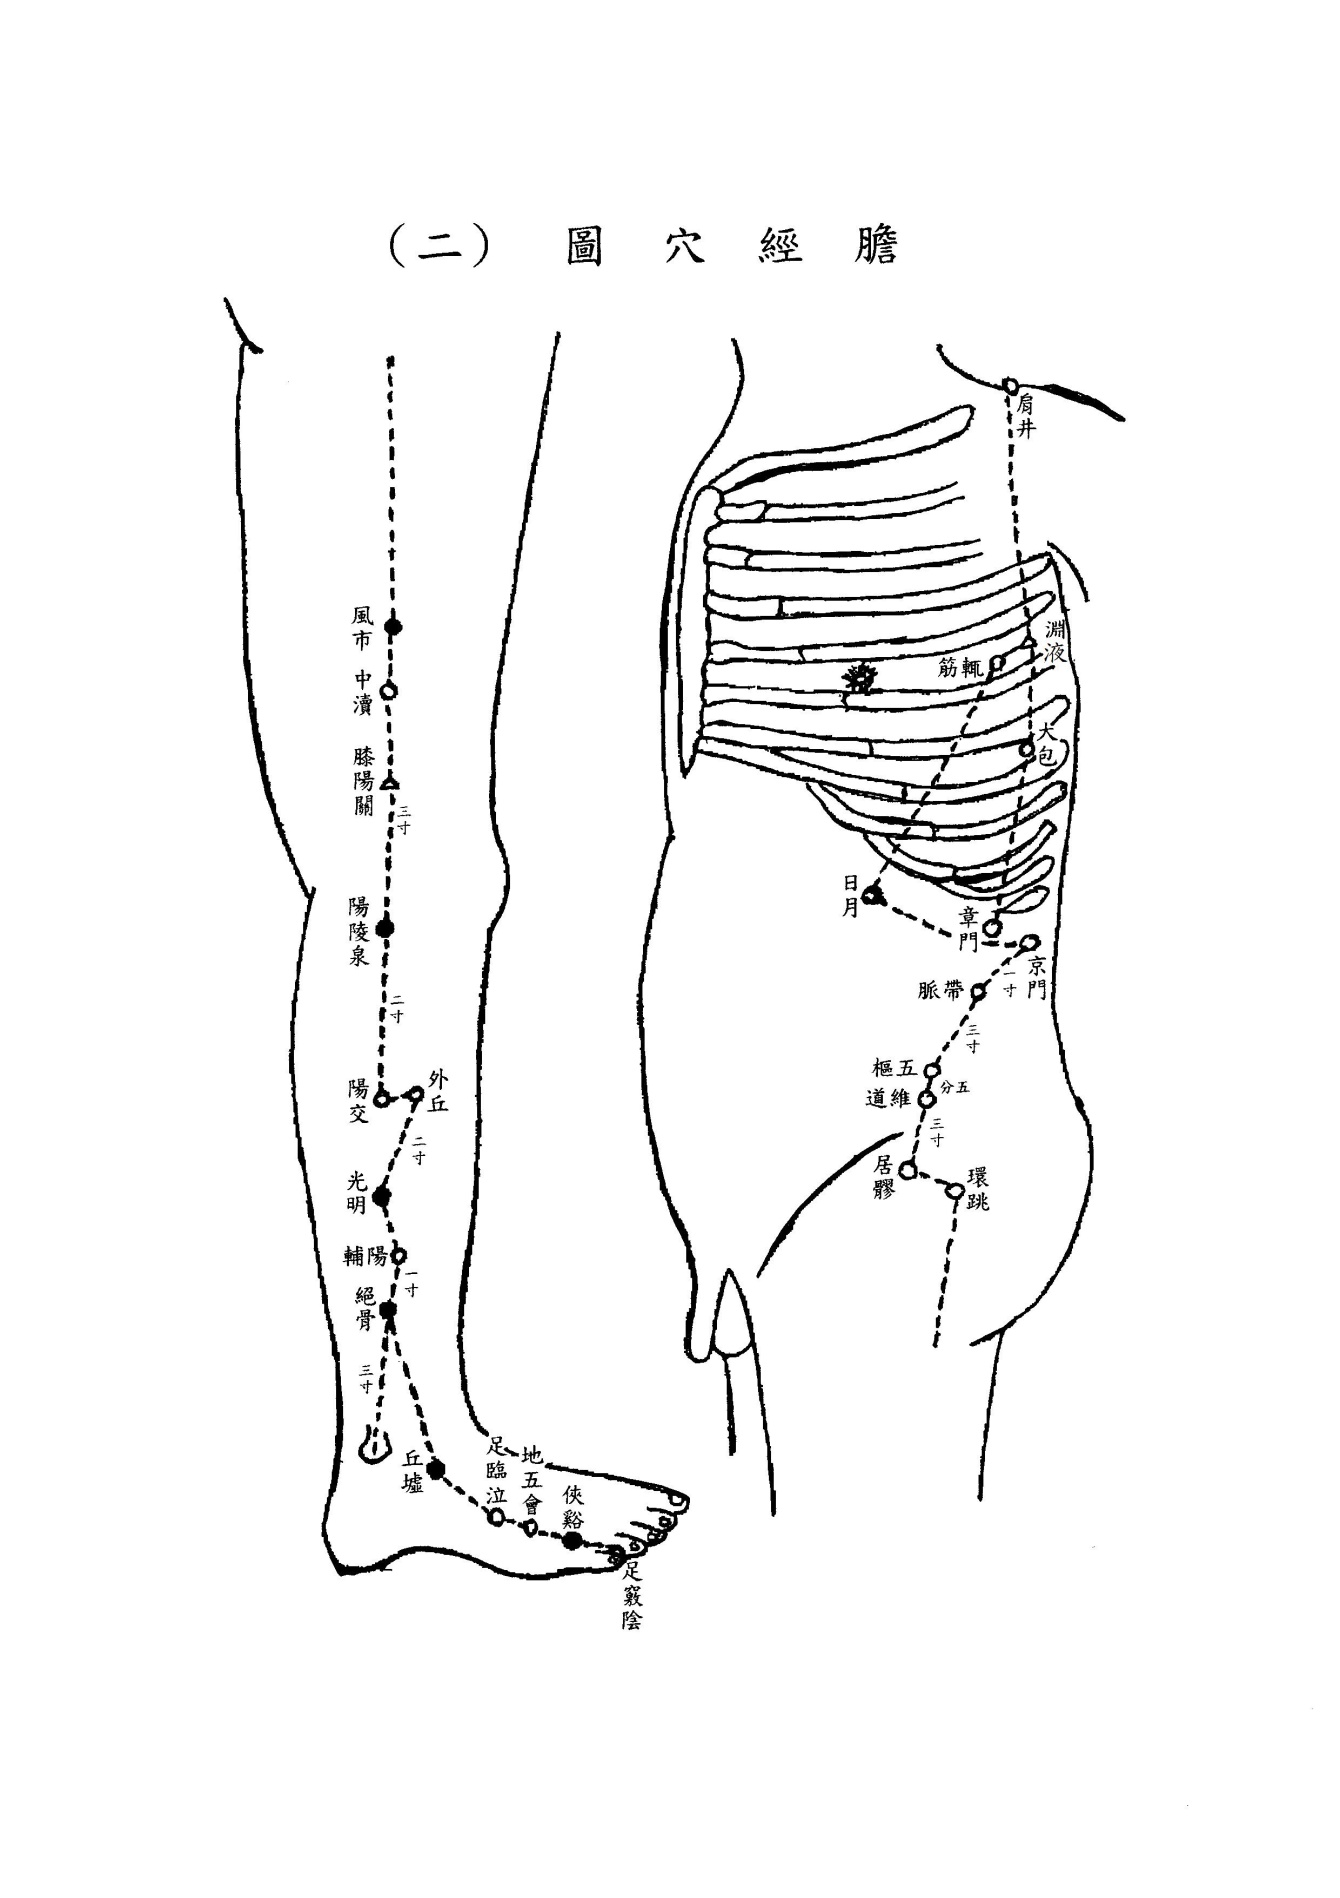 膽經穴圖（二）
肩井
淵液
筋輒
大包
日月
章門
京門
一寸
帶脈
三寸
五樞
五分
維道
三寸
居髎
環跳
風市
中瀆
膝陽關
三寸
陽陵泉
二寸
陽交
外丘
二寸
光明
陽輔
一寸
絕骨
三寸
丘墟
足臨泣
地五會
俠谿
足竅陰